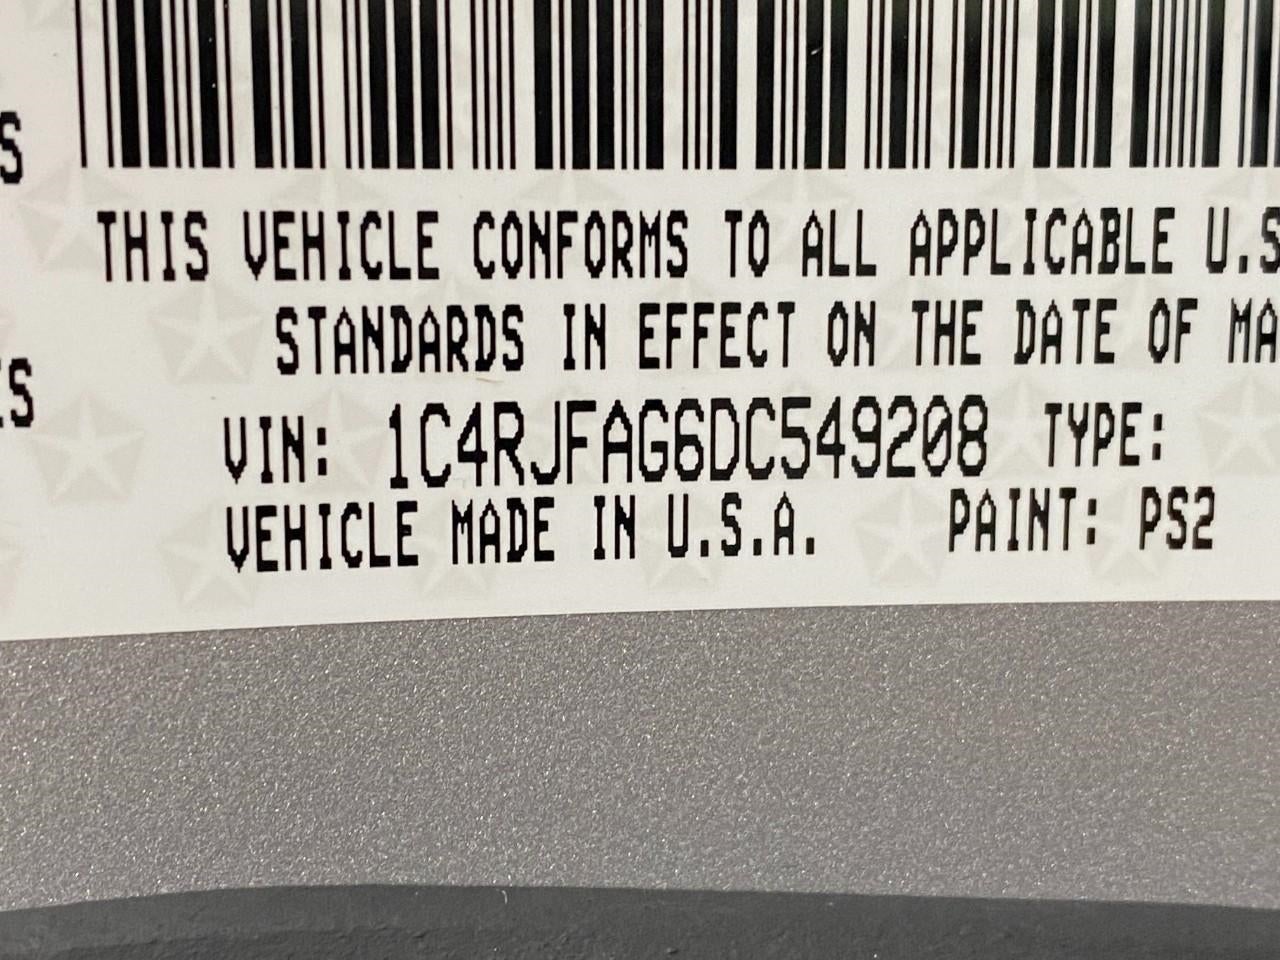 S
THIS VEHICLE CONFORMS TO ALL APPLICABLE U.S
STANDARDS IN EFFECT ON THE DATE OF MA
ES
VIN: 1C4RJFAG6DC549208 TYPE:
VEHICLE MADE IN U.S.A. PAINT: PS2